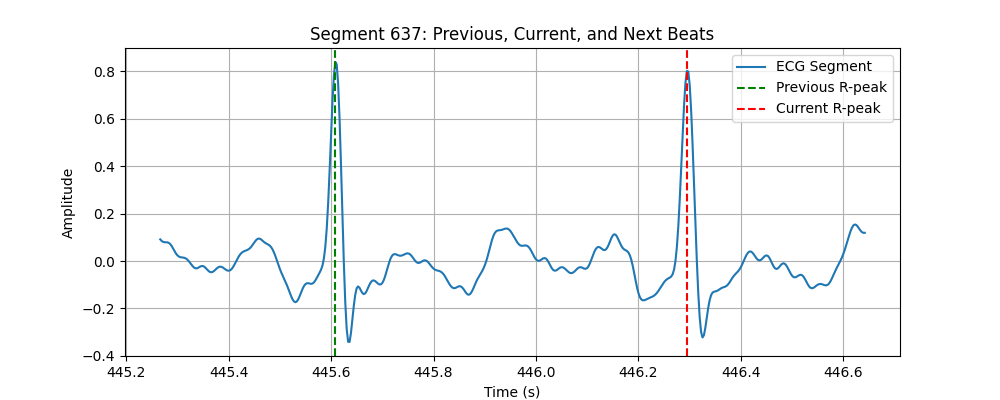 Segment 637: Previous, Current, and Next Beats
ECG Segment
Previous R-peak
Current R-peak
Amplitude
0.8
0.6
0.4
0.2
0.0
−0.2
−0.4
445.2 445.4 445.6 445.8 446.0 446.2 446.4 446.6
Time (s)